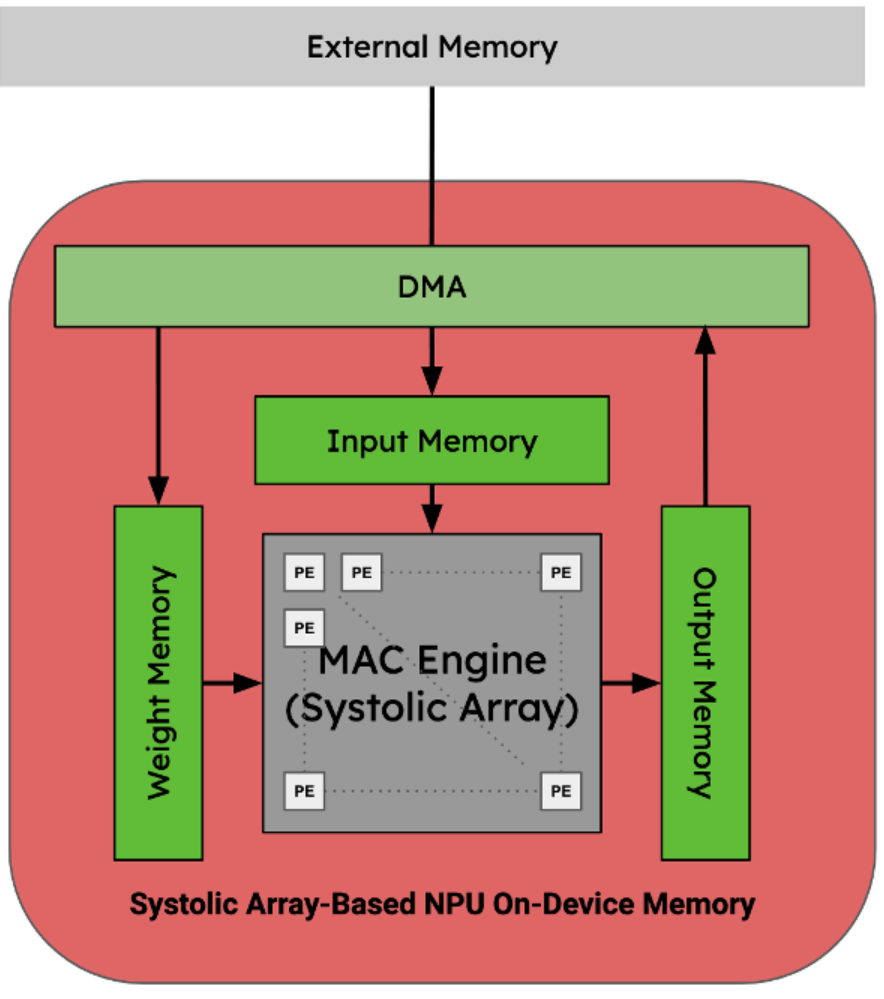 External Memory
DMA
Input Memory
Weight Memory
PE PE PE
PE
MAC Engine
(Systolic Array)
PE PE
Output Memory
Systolic Array-Based NPU On-Device Memory